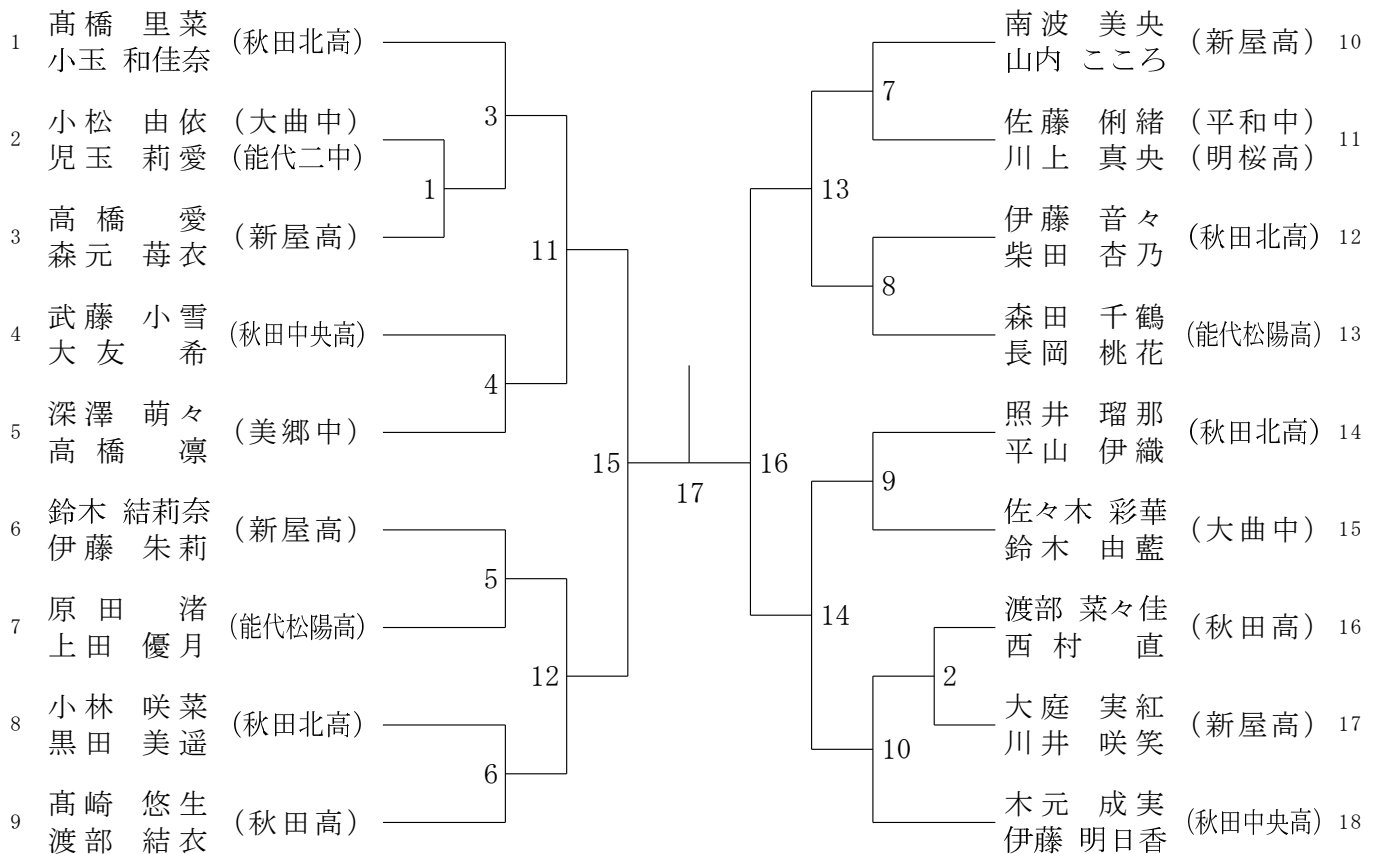 髙橋 里菜
1 (秋田北高)
小玉 和佳奈
小松 由依 (大曲中)
2
児玉 莉愛 (能代二中)
高橋 愛
3 (新屋高)
森元 苺衣
武藤 小雪
4 (秋田中央高)
大友 希
深澤 萌々
5 (美郷中)
高橋 凛
鈴木 結莉奈
6 (新屋高)
伊藤 朱莉
原田 渚
7 (能代松陽高)
上田 優月
小林 咲菜
8 (秋田北高)
黒田 美遥
髙崎 悠生
9 (秋田高)
渡部 結衣
3
1
11
4
15
5
12
6
17
7
13
8
16
9
14
2
10
南波 美央
(新屋高) 10
山内 こころ
佐藤 俐緒 (平和中)
11
川上 真央 (明桜高)
伊藤 音々
(秋田北高) 12
柴田 杏乃
森田 千鶴
(能代松陽高) 13
長岡 桃花
照井 瑠那
(秋田北高) 14
平山 伊織
佐々木 彩華
(大曲中) 15
鈴木 由藍
渡部 菜々佳
(秋田高) 16
西村 直
大庭 実紅
(新屋高) 17
川井 咲笑
木元 成実
(秋田中央高) 18
伊藤 明日香